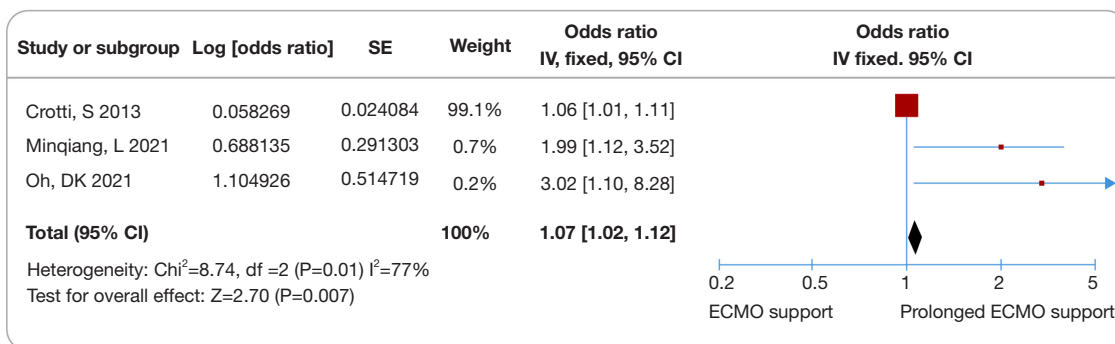 Study or subgroup Log [odds ratio] SE Weight Odds ratio IV, fixed, 95% CI Odds ratio IV fixed. 95% CI
Crotti, S 2013 0.058269 0.024084 99.1% 1.06 [1.01, 1.11]
Minqiang, L 2021 0.688135 0.291303 0.7% 1.99 [1.12, 3.52]
Oh, DK 2021 1.104926 0.514719 0.2% 3.02 [1.10, 8.28]
Total (95% CI) 100% 1.07 [1.02, 1.12]
Heterogeneity: Chi²=8.74, df =2 (P=0.01) I²=77%
Test for overall effect: Z=2.70 (P=0.007)
0.2 0.5 1 2 5
ECMO support Prolonged ECMO support